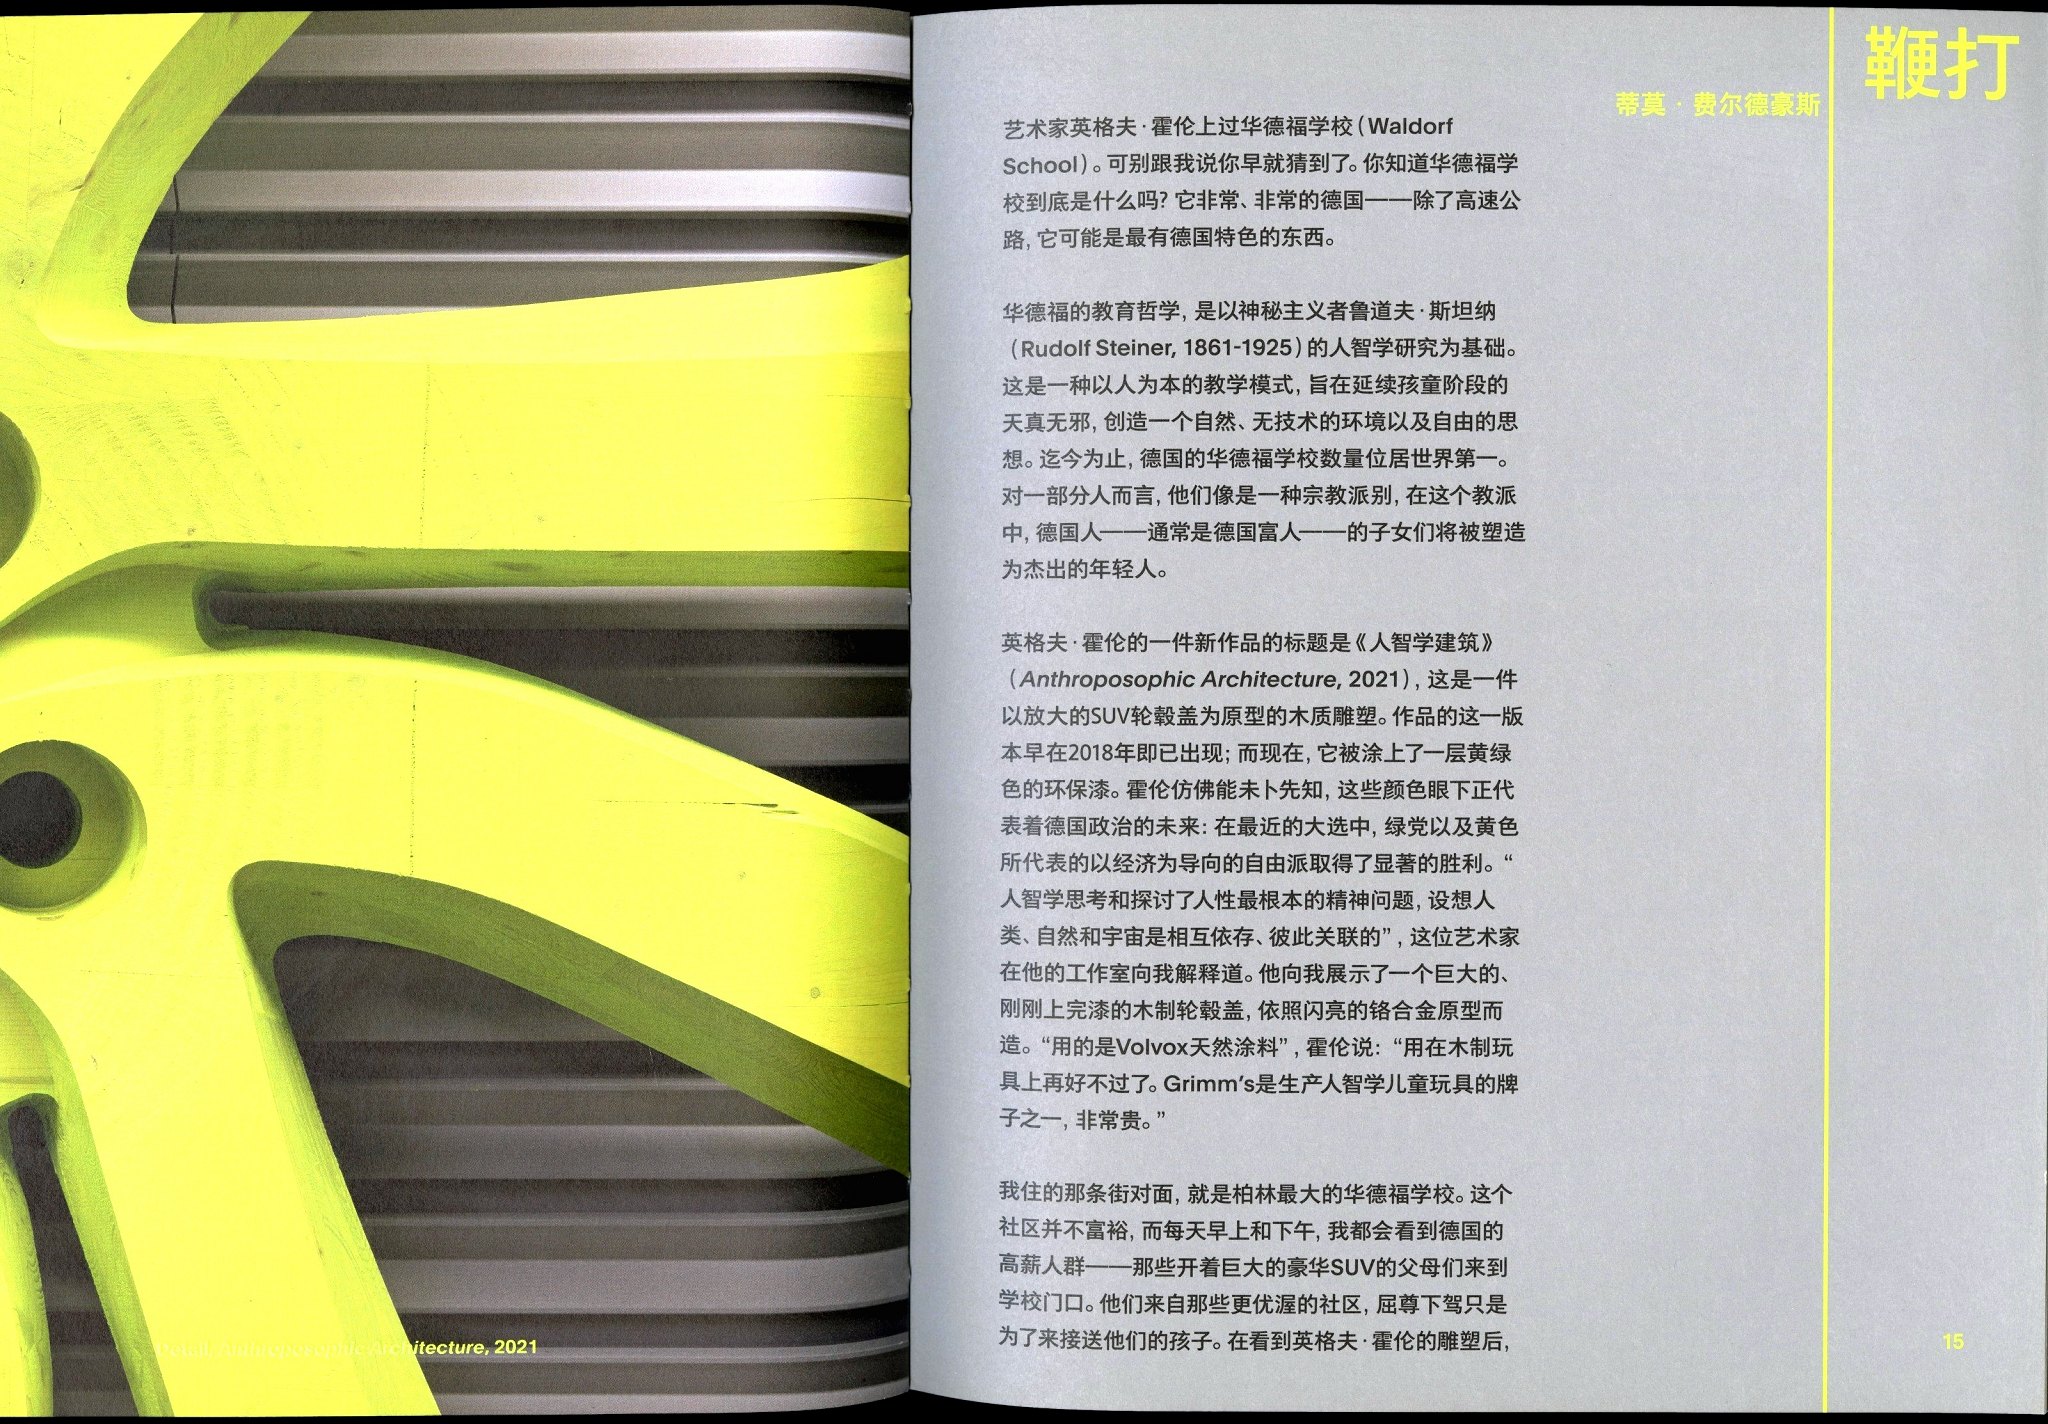 Detail, Anthroposophic Architecture, 2021
鞭打
蒂莫·费尔德豪斯
艺术家英格夫·霍伦上过华德福学校(Waldorf
School)。可别跟我说你早就猜到了。你知道华德福学
校到底是什么吗? 它非常、非常的德国——除了高速公
路, 它可能是最有德国特色的东西。
华德福的教育哲学, 是以神秘主义者鲁道夫·斯坦纳
(Rudolf Steiner, 1861-1925)的人智学研究为基础。
这是一种以人为本的教学模式, 旨在延续孩童阶段的
天真无邪, 创造一个自然、无技术的环境以及自由的思
想。迄今为止, 德国的华德福学校数量位居世界第一。
对一部分人而言, 他们像是一种宗教派别, 在这个教派
中, 德国人——通常是德国富人——的子女们将被塑造
为杰出的年轻人。
英格夫·霍伦的一件新作品的标题是《人智学建筑》
(Anthroposophic Architecture, 2021), 这是一件
以放大的SUV轮毂盖为原型的木质雕塑。作品的这一版
本早在2018年即已出现; 而现在, 它被涂上了一层黄绿
色的环保漆。霍伦仿佛能未卜先知, 这些颜色眼下正代
表着德国政治的未来: 在最近的大选中, 绿党以及黄色
所代表的以经济为导向的自由派取得了显著的胜利。“
人智学思考和探讨了人性最根本的精神问题, 设想人
类、自然和宇宙是相互依存、彼此关联的”, 这位艺术家
在他的工作室向我解释道。他向我展示了一个巨大的、
刚刚上完漆的木制轮毂盖, 依照闪亮的铬合金原型而
造。“用的是Volvox天然涂料”, 霍伦说: “用在木制玩
具上再好不过了。Grimm’s是生产人智学儿童玩具的牌
子之一, 非常贵。”
我住的那条街对面, 就是柏林最大的华德福学校。这个
社区并不富裕, 而每天早上和下午, 我都会看到德国的
高薪人群——那些开着巨大的豪华SUV的父母们来到
学校门口。他们来自那些更优渥的社区, 屈尊下驾只是
为了来接送他们的孩子。在看到英格夫·霍伦的雕塑后,
15